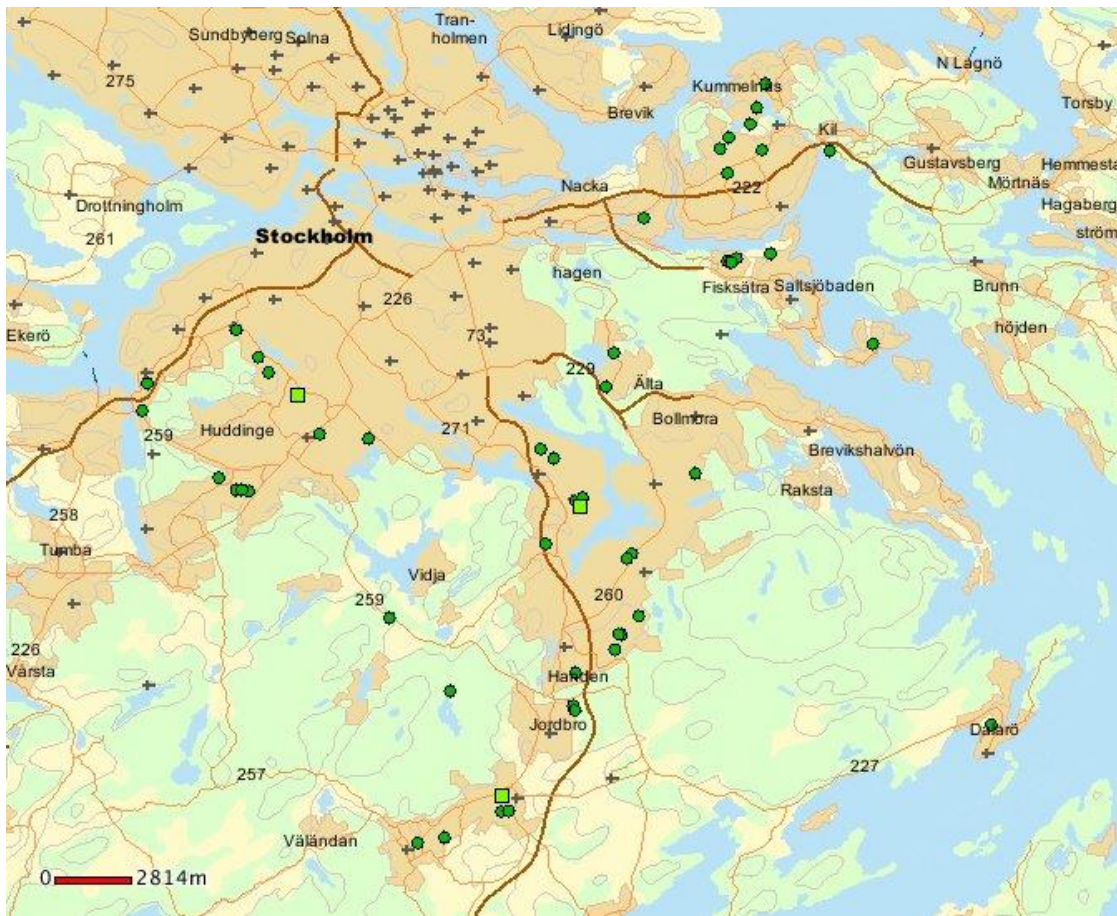 Tran-
holmen
Lidingö
Sundbyberg
Solna
275
N Lagnö
Kummelnäs
Torsby
Brevik
Kil
Gustavsberg
Hemmesta
Nacka
222
Mörtnäs
Drottningholm
Hagaberg
261
Stockholm
ström
hagen
Fisksätra
Saltsjöbaden
Brunn
226
Ekerö
73
höjden
229
Älta
Bollmora
259
Huddinge
271
Brevikshalvön
Raksta
258
Tumba
Vidja
259
260
226
Vårsta
Handen
Jordbro
Dalarö
257
227
Väländan
0
2814m